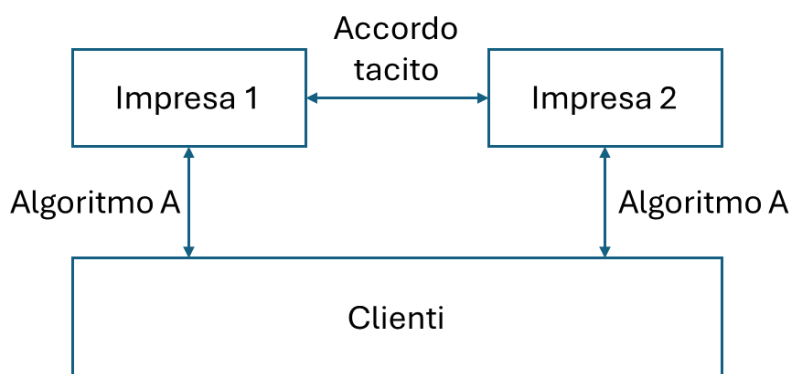 Accordo
tacito
Impresa 1
Impresa 2
Algoritmo A
Algoritmo A
Clienti